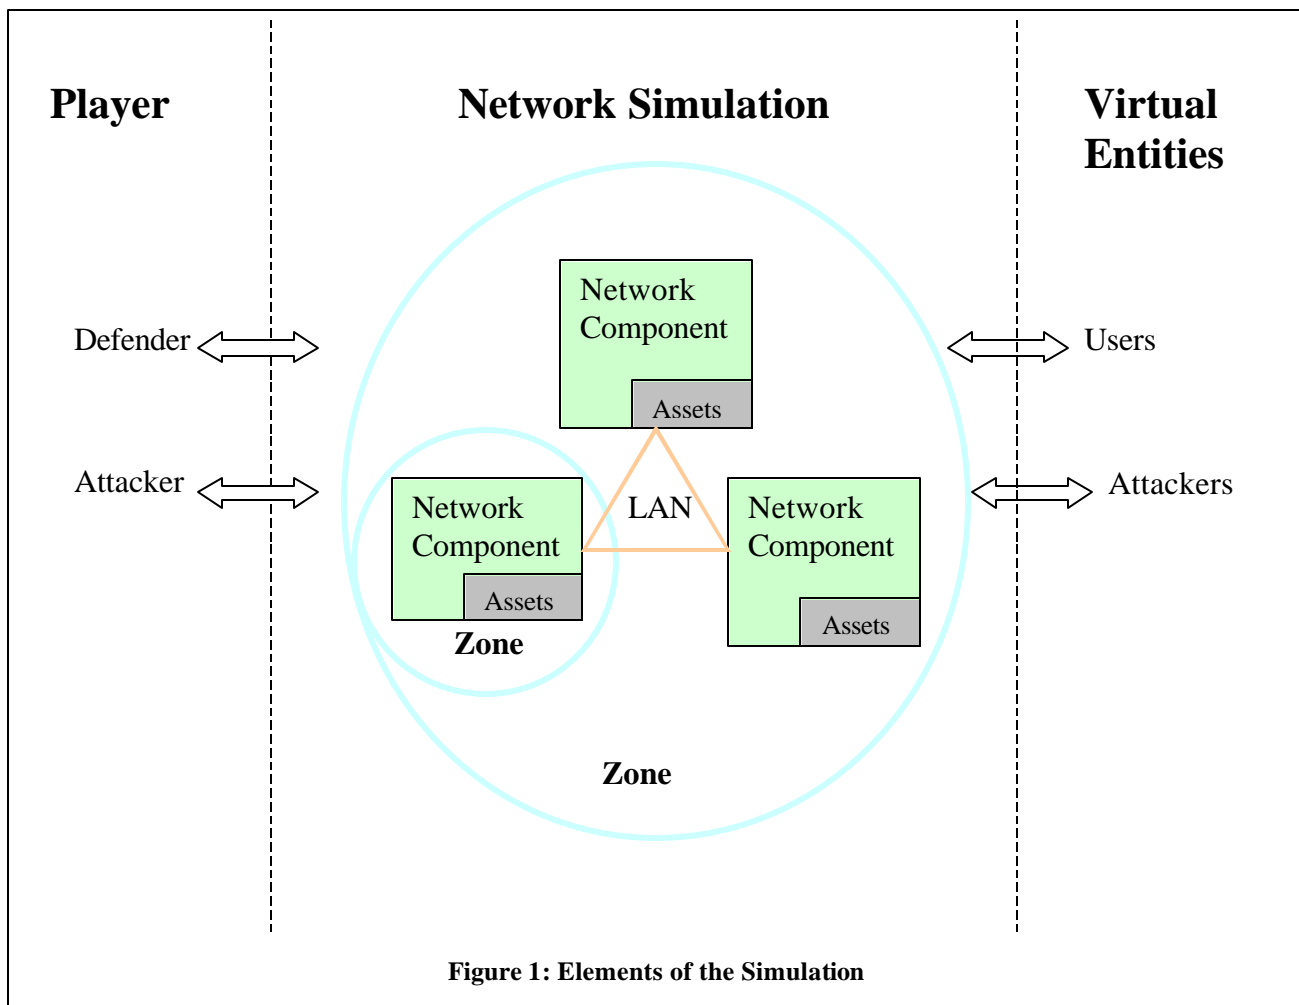 Player
Network Simulation
Virtual
Entities
Network
Component
Assets
Defender
Users
Attacker
Attackers
Network
Component
Assets
LAN
Network
Component
Assets
Zone
Zone
Figure 1: Elements of the Simulation